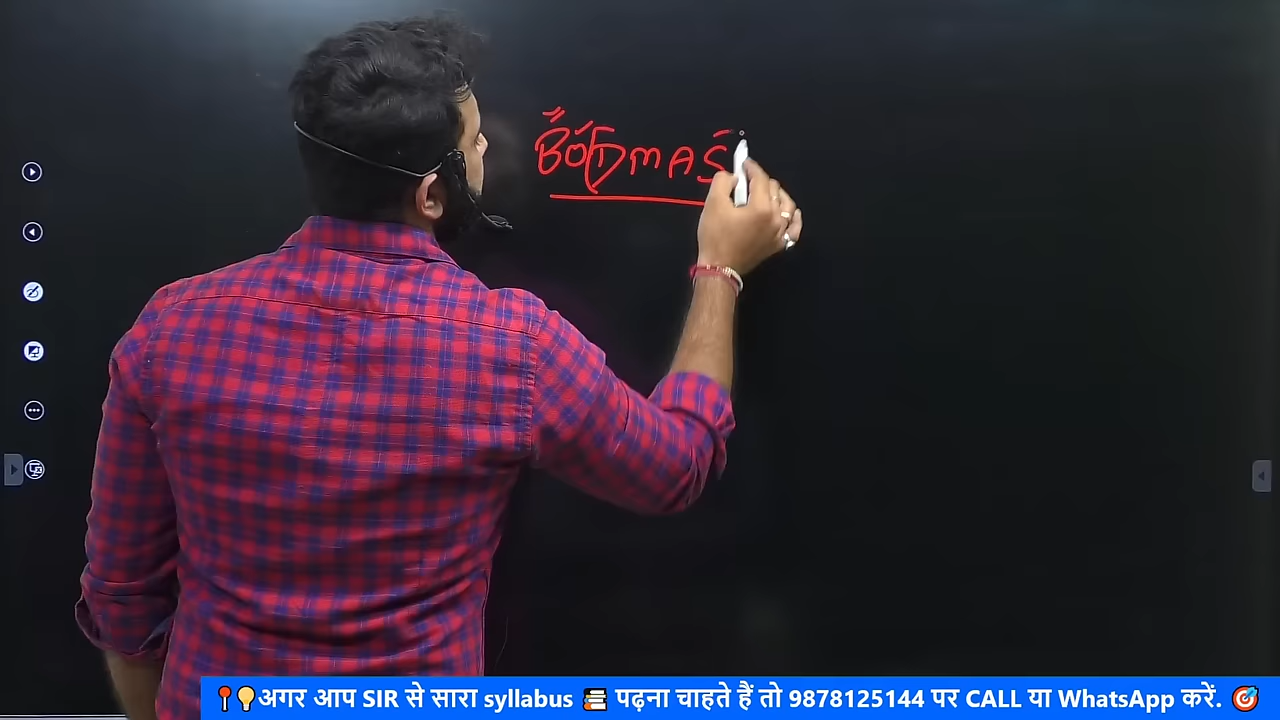 BODMAS
📍💡अगर आप SIR से सारा syllabus 📚 पढ़ना चाहते हैं तो 9878125144 पर CALL या WhatsApp करें. 🎯